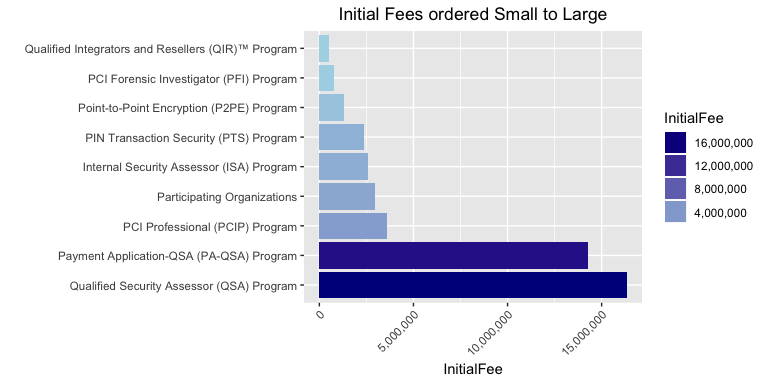 Initial Fees ordered Small to Large
Qualified Integrators and Resellers (QIR)™ Program
PCI Forensic Investigator (PFI) Program
Point-to-Point Encryption (P2PE) Program
PIN Transaction Security (PTS) Program
Internal Security Assessor (ISA) Program
Participating Organizations
PCI Professional (PCIP) Program
Payment Application-QSA (PA-QSA) Program
Qualified Security Assessor (QSA) Program
0
5,000,000
10,000,000
15,000,000
InitialFee
InitialFee
16,000,000
12,000,000
8,000,000
4,000,000